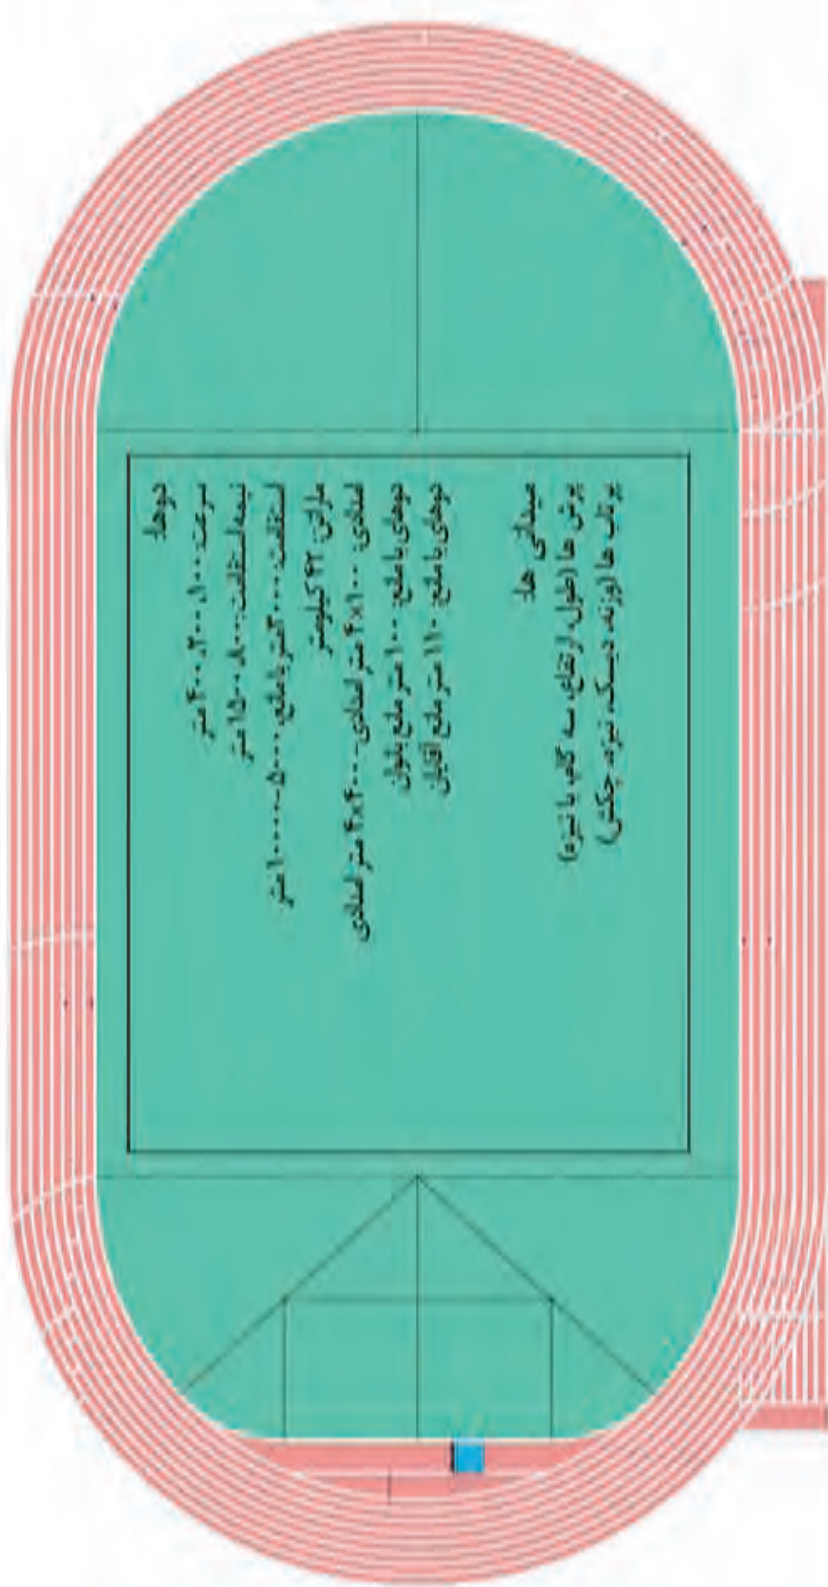 دوها:
سرعت: ۱۰۰، ۲۰۰، ۴۰۰ متر
نیمه‌استقامت: ۸۰۰، ۱۵۰۰ متر
استقامت: ۳۰۰۰ متر با مانع، ۵۰۰۰-۱۰۰۰۰ متر
ماراتن: ۴۲ کیلومتر
امدادی: ۴×۱۰۰ متر امدادی-۴×۴۰۰ متر امدادی
دوهای با مانع: ۱۰۰ متر مانع بانوان
دوهای با مانع: ۱۱۰ متر مانع آقایان
میدانی ها:
پرش ها (طول، ارتفاع، سه گام، با نیزه)
پرتاب ها (وزنه، دیسک، نیزه، چکش)